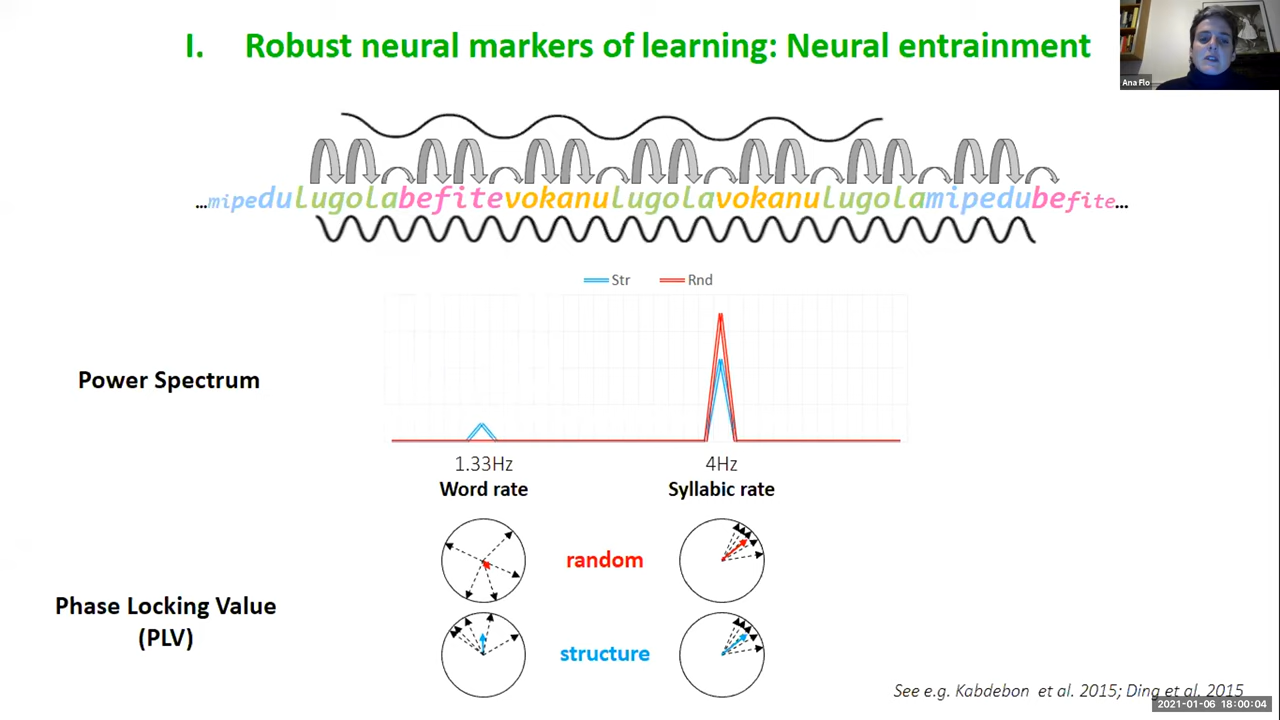 I. Robust neural markers of learning: Neural entrainment
Ana Flo
...mipedulugolabefitevokanulugolavokanulugolamipedubefite...
Str Rnd
Power Spectrum
1.33Hz 4Hz
Word rate Syllabic rate
random
Phase Locking Value
(PLV)
structure
See e.g. Kabdebon et al. 2015; Ding et al. 2015
2021-01-06 18:00:04